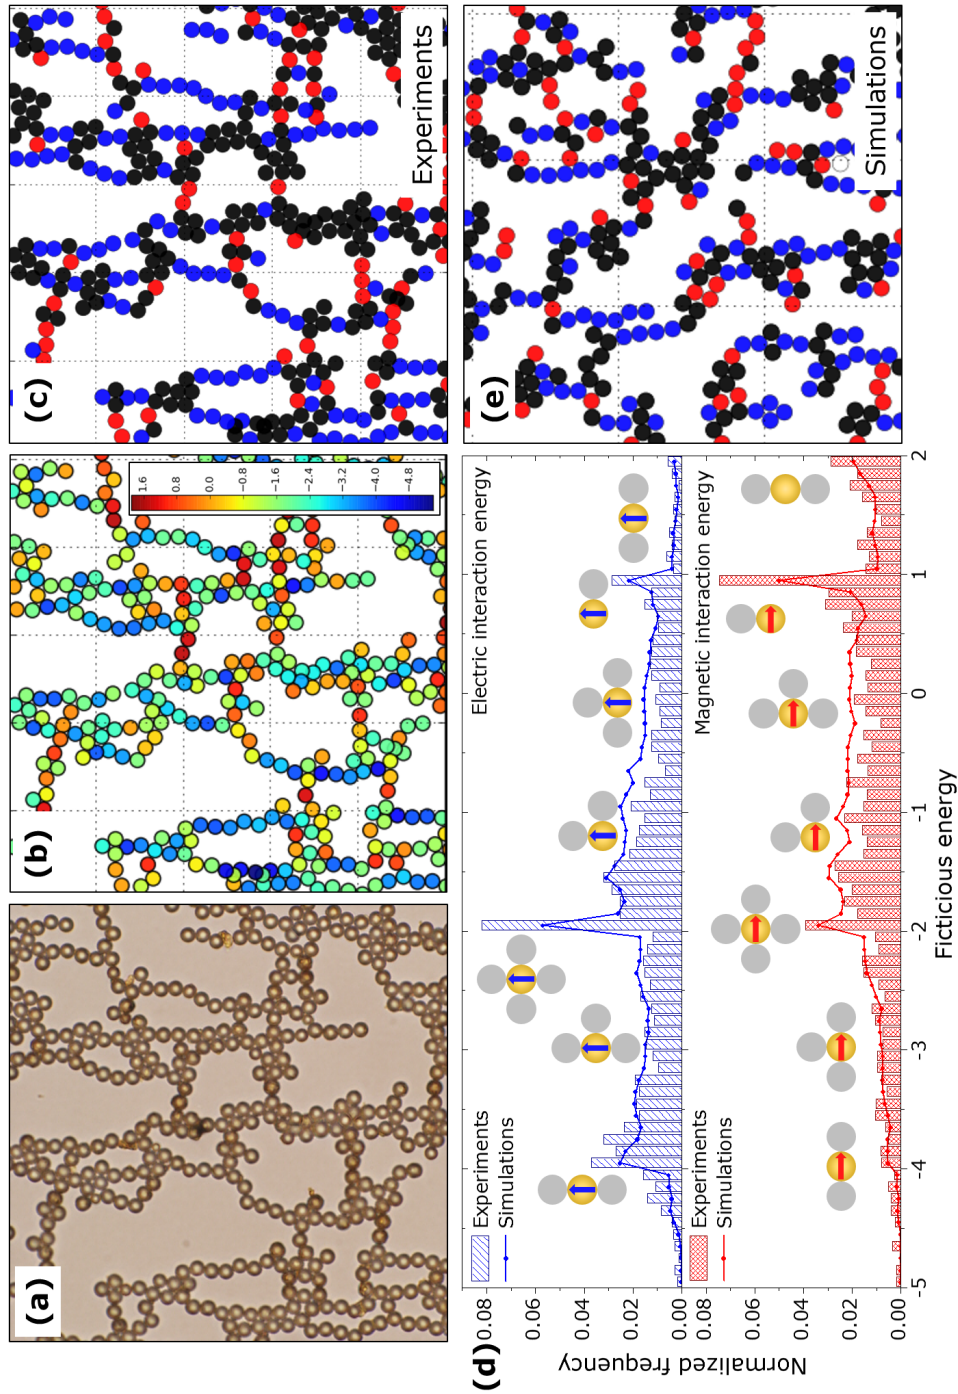 (a)
(b)
1.6
0.8
0.0
−0.8
−1.6
−2.4
−3.2
−4.0
−4.8
(c)
Experiments
(d)
Electric interaction energy
Experiments
Simulations
0.08
0.06
0.04
0.02
0.00
Magnetic interaction energy
Experiments
Simulations
0.08
0.06
0.04
0.02
0.00
Normalized frequency
-5
-4
-3
-2
-1
0
1
2
Ficticious energy
(e)
Simulations